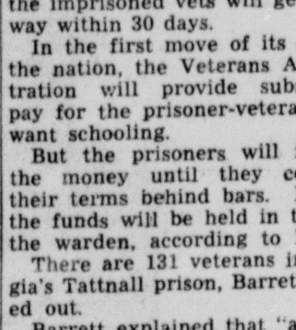 the imprisoned vets will
way within 30 days.
In the first move of its
the nation, the Veterans A
tration will provide sub
pay for the prisoner-vetera
want schooling.
But the prisoners will
the money until they c
their terms behind bars.
the funds will be held in t
the warden, according to
There are 131 veterans i
gia's Tattnall prison, Barret
ed out.
Barrett explained that "a